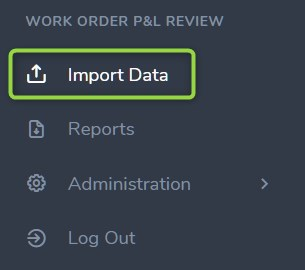 WORK ORDER P&L REVIEW
Import Data
Reports
Administration
Log Out